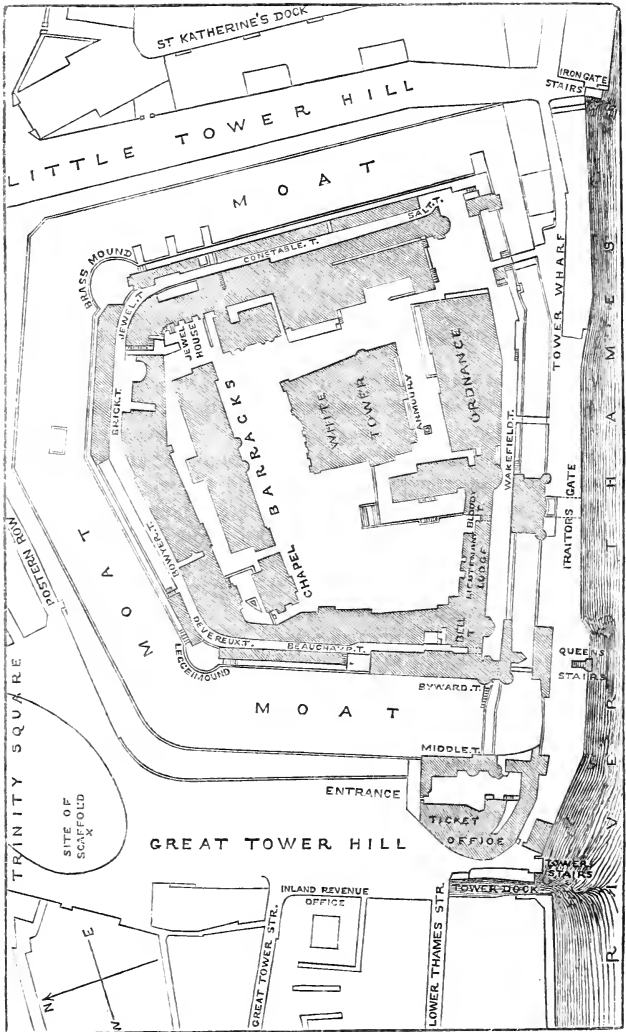 ST KATHERINE'S DOCK
IRON GATE
STAIRS
LITTLE TOWER HILL
MOAT
SALT. T.
CONSTABLE. T.
BRASS MOUND
JEWEL. T.
JEWEL
HOUSE
TOWER WHARF
BRICK. T.
WHITE
TOWER
ARMOURY
ORDNANCE
BARRACKS
WAKEFIELD. T.
MOAT
POSTERN ROW
BOWYER. T.
CHAPEL
BLOODY
T.
LIEUTENANT'S
LODGE
TRAITORS GATE
DEVEREUX. T.
BEAUCHAMP. T.
BELL
T.
LEGGE MOUND
QUEENS
STAIRS
BYWARD. T.
MOAT
MIDDLE. T.
ENTRANCE
TRINITY SQUARE
SITE OF
SCAFFOLD
X
GREAT TOWER HILL
TICKET
OFFICE
TOWER
STAIRS
TOWER DOCK
INLAND REVENUE
OFFICE
GREAT TOWER STR.
LOWER THAMES STR.
RIVER THAMES
N
E